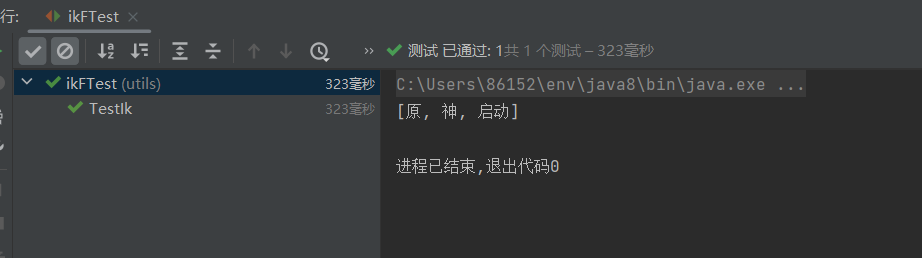 行: ikFTest
测试 已通过: 1共 1 个测试 – 323毫秒
ikFTest (utils) 323毫秒
TestIk 323毫秒
C:\Users\86152\env\java8\bin\java.exe ...
[原, 神, 启动]
进程已结束,退出代码0